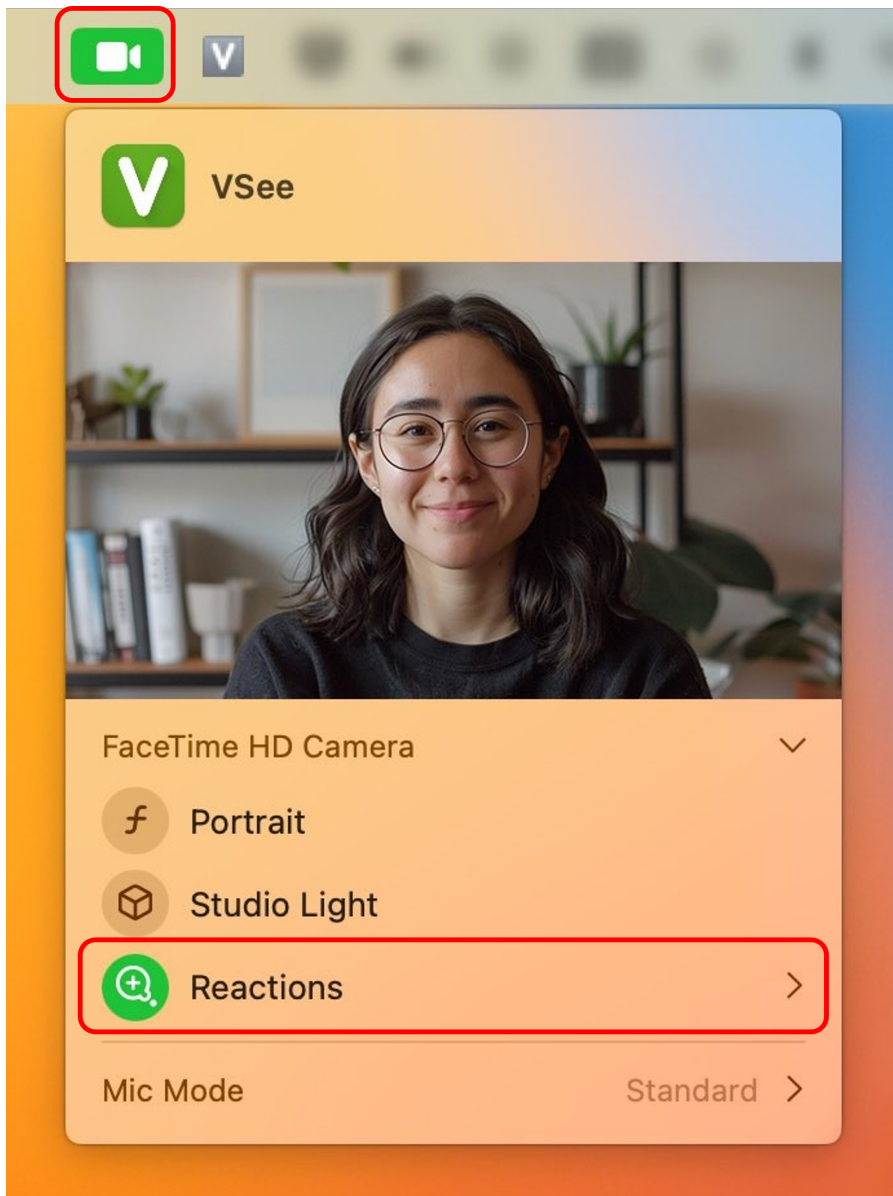 V
V
VSee
FaceTime HD Camera
f
Portrait
Studio Light
Reactions
Mic Mode
Standard